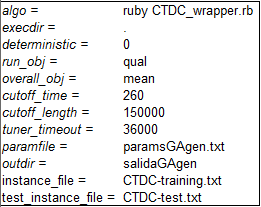 algo = ruby CTDC_wrapper.rb
execdir = .
deterministic = 0
run_obj = qual
overall_obj = mean
cutoff_time = 260
cutoff_length = 150000
tuner_timeout = 36000
paramfile = paramsGAgen.txt
outdir = salidaGAgen
instance_file = CTDC-training.txt
test_instance_file = CTDC-test.txt